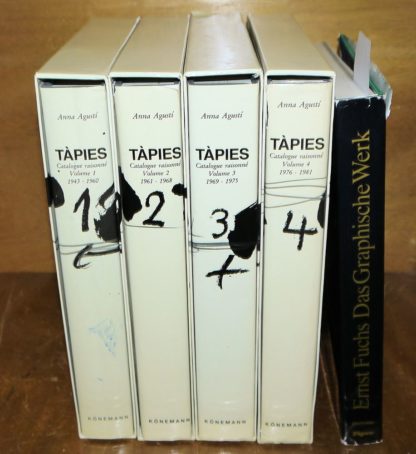 Anna Agustí
TÀPIES
Catalogue raisonné
Volume 1
1943 - 1960
1
KÖNEMANN
Anna Agustí
TÀPIES
Catalogue raisonné
Volume 2
1961 - 1968
2
KÖNEMANN
Anna Agustí
TÀPIES
Catalogue raisonné
Volume 3
1969 - 1975
3
KÖNEMANN
Anna Agustí
TÀPIES
Catalogue raisonné
Volume 4
1976 - 1981
4
KÖNEMANN
Ernst Fuchs Das Graphische Werk